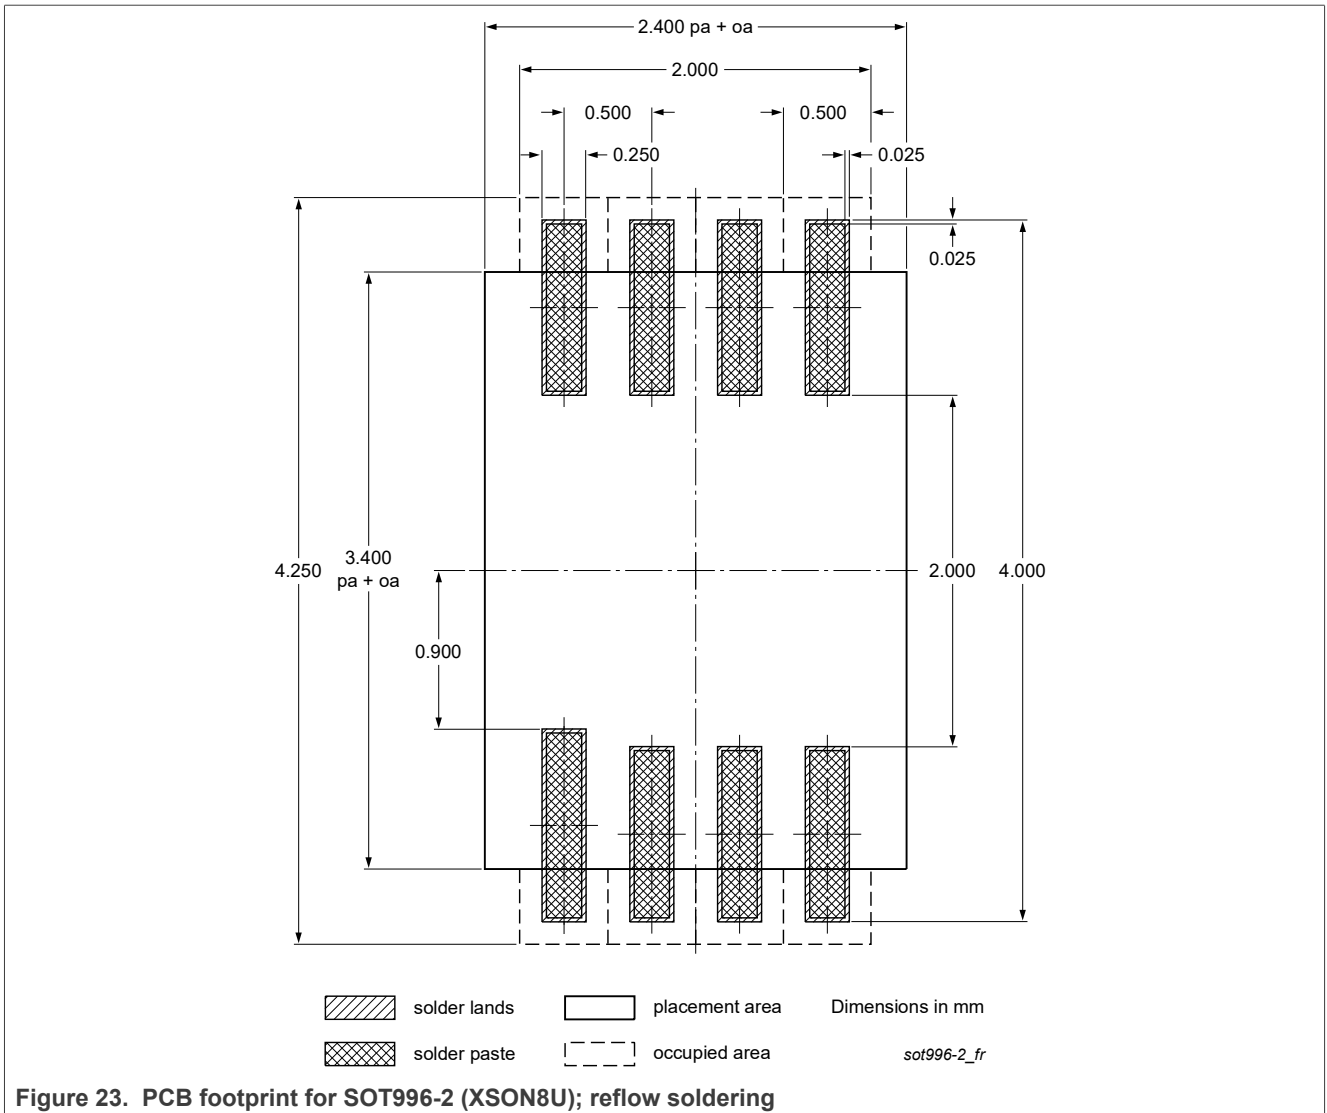 2.400 pa + oa
2.000
0.500
0.500
0.250
0.025
0.025
4.250
3.400
pa + oa
2.000
4.000
0.900
solder lands
placement area
Dimensions in mm
solder paste
occupied area
sot996-2_fr
Figure 23. PCB footprint for SOT996-2 (XSON8U); reflow soldering